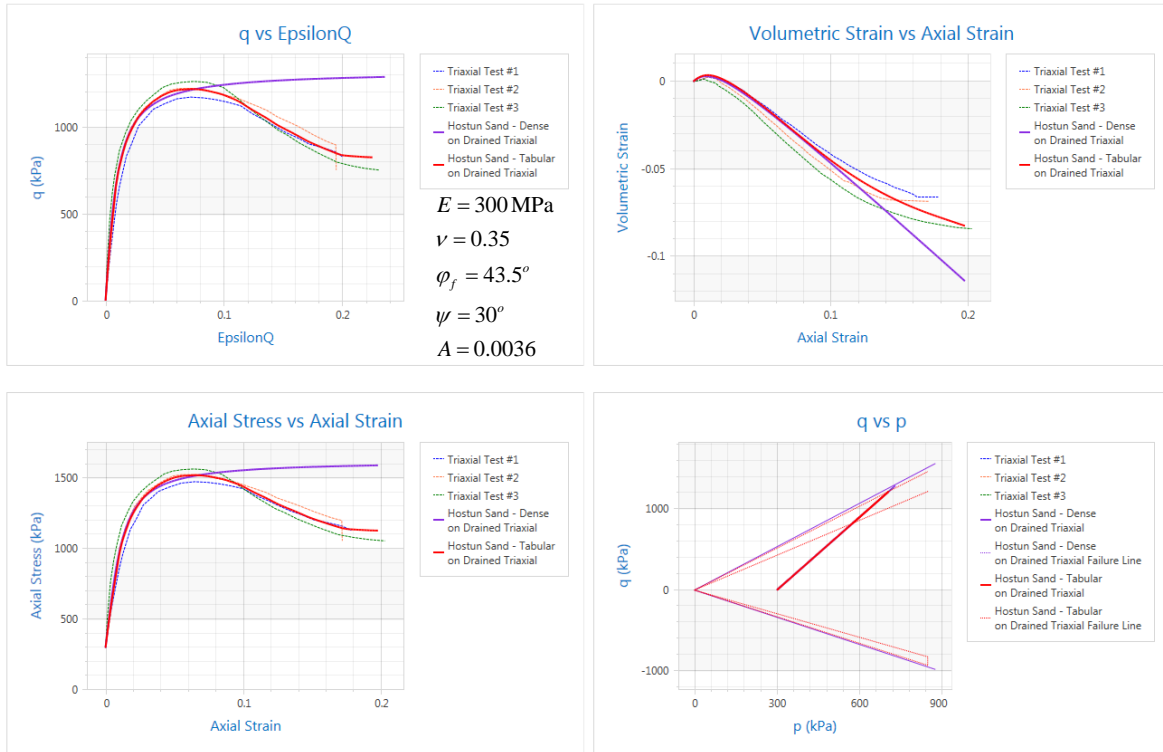 q vs EpsilonQ
q (kPa)
1000
500
0
0
0.1
0.2
EpsilonQ
Triaxial Test #1
Triaxial Test #2
Triaxial Test #3
Hostun Sand - Dense
on Drained Triaxial
Hostun Sand - Tabular
on Drained Triaxial
E = 300 MPa
ν = 0.35
φf = 43.5°
ψ = 30°
A = 0.0036
Volumetric Strain vs Axial Strain
Volumetric Strain
0
-0.05
-0.1
0
0.1
0.2
Axial Strain
Triaxial Test #1
Triaxial Test #2
Triaxial Test #3
Hostun Sand - Dense
on Drained Triaxial
Hostun Sand - Tabular
on Drained Triaxial
Axial Stress vs Axial Strain
Axial Stress (kPa)
1500
1000
500
0
0
0.1
0.2
Axial Strain
Triaxial Test #1
Triaxial Test #2
Triaxial Test #3
Hostun Sand - Dense
on Drained Triaxial
Hostun Sand - Tabular
on Drained Triaxial
q vs p
q (kPa)
1000
0
-1000
0
300
600
900
p (kPa)
Triaxial Test #1
Triaxial Test #2
Triaxial Test #3
Hostun Sand - Dense
on Drained Triaxial
Hostun Sand - Dense
on Drained Triaxial Failure Line
Hostun Sand - Tabular
on Drained Triaxial
Hostun Sand - Tabular
on Drained Triaxial Failure Line